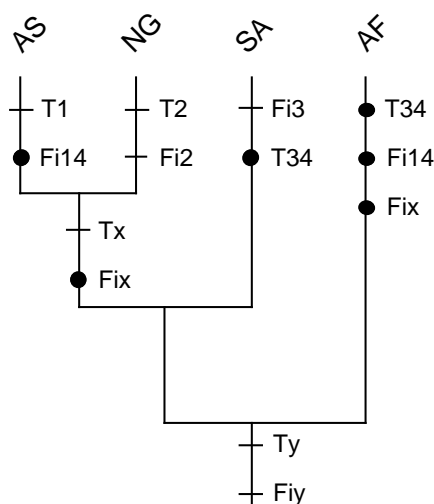 AS NG SA AF
T1 T2 Fi3 T34
Fi14 Fi2 T34 Fi14
Fix
Tx
Fix
Ty
Fiy